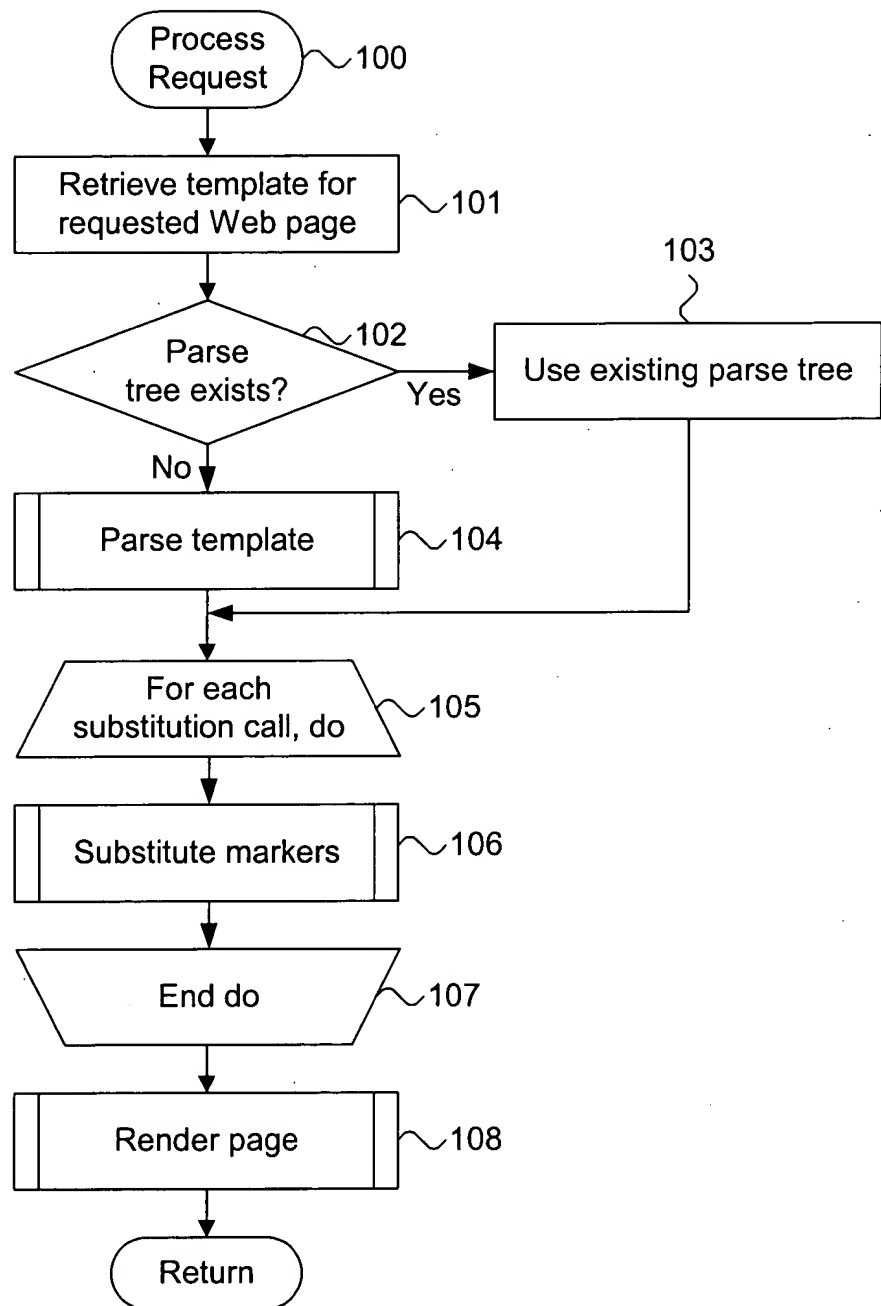 Process
Request
100
Retrieve template for
requested Web page
101
102
103
Parse
tree exists?
Yes
Use existing parse tree
No
Parse template
104
For each
substitution call, do
105
Substitute markers
106
End do
107
Render page
108
Return